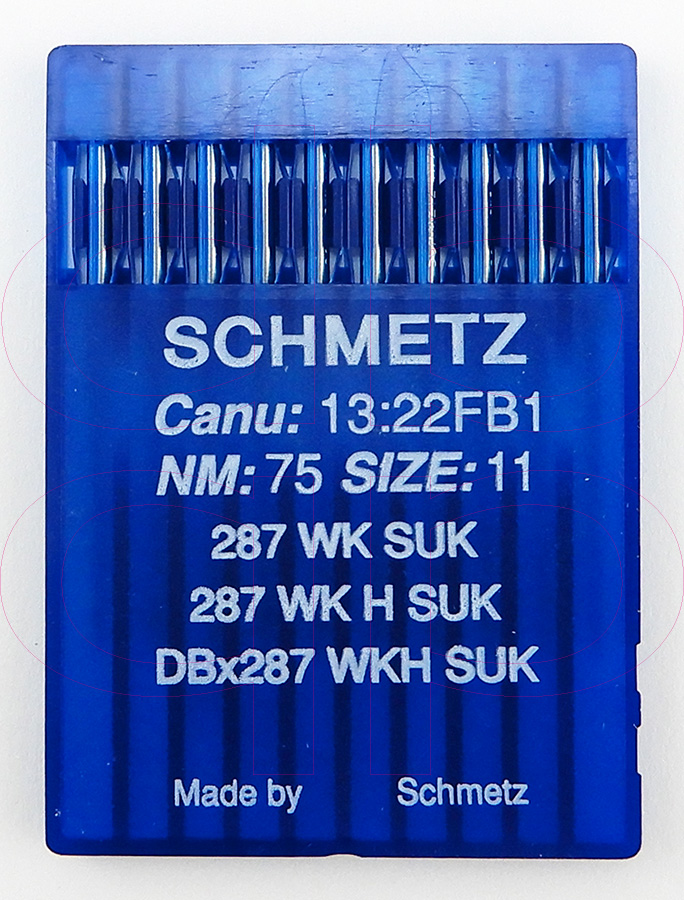 SCHMETZ
Canu: 13:22FB1
NM: 75 SIZE: 11
287 WK SUK
287 WK H SUK
DBx287 WKH SUK
Made by Schmetz